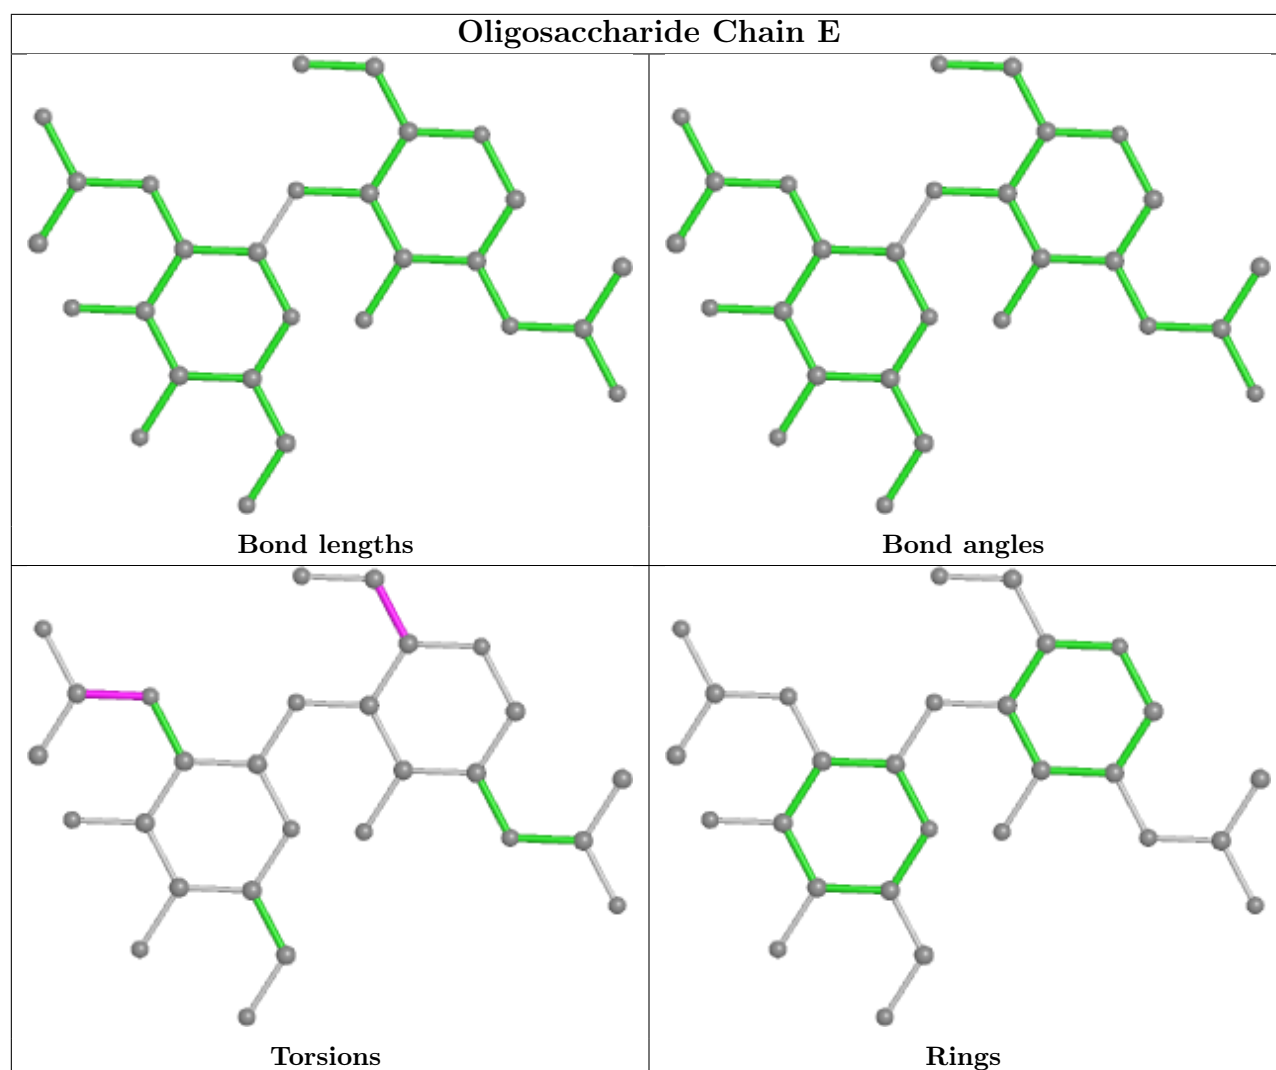 Oligosaccharide Chain E
Bond lengths
Bond angles
Torsions
Rings